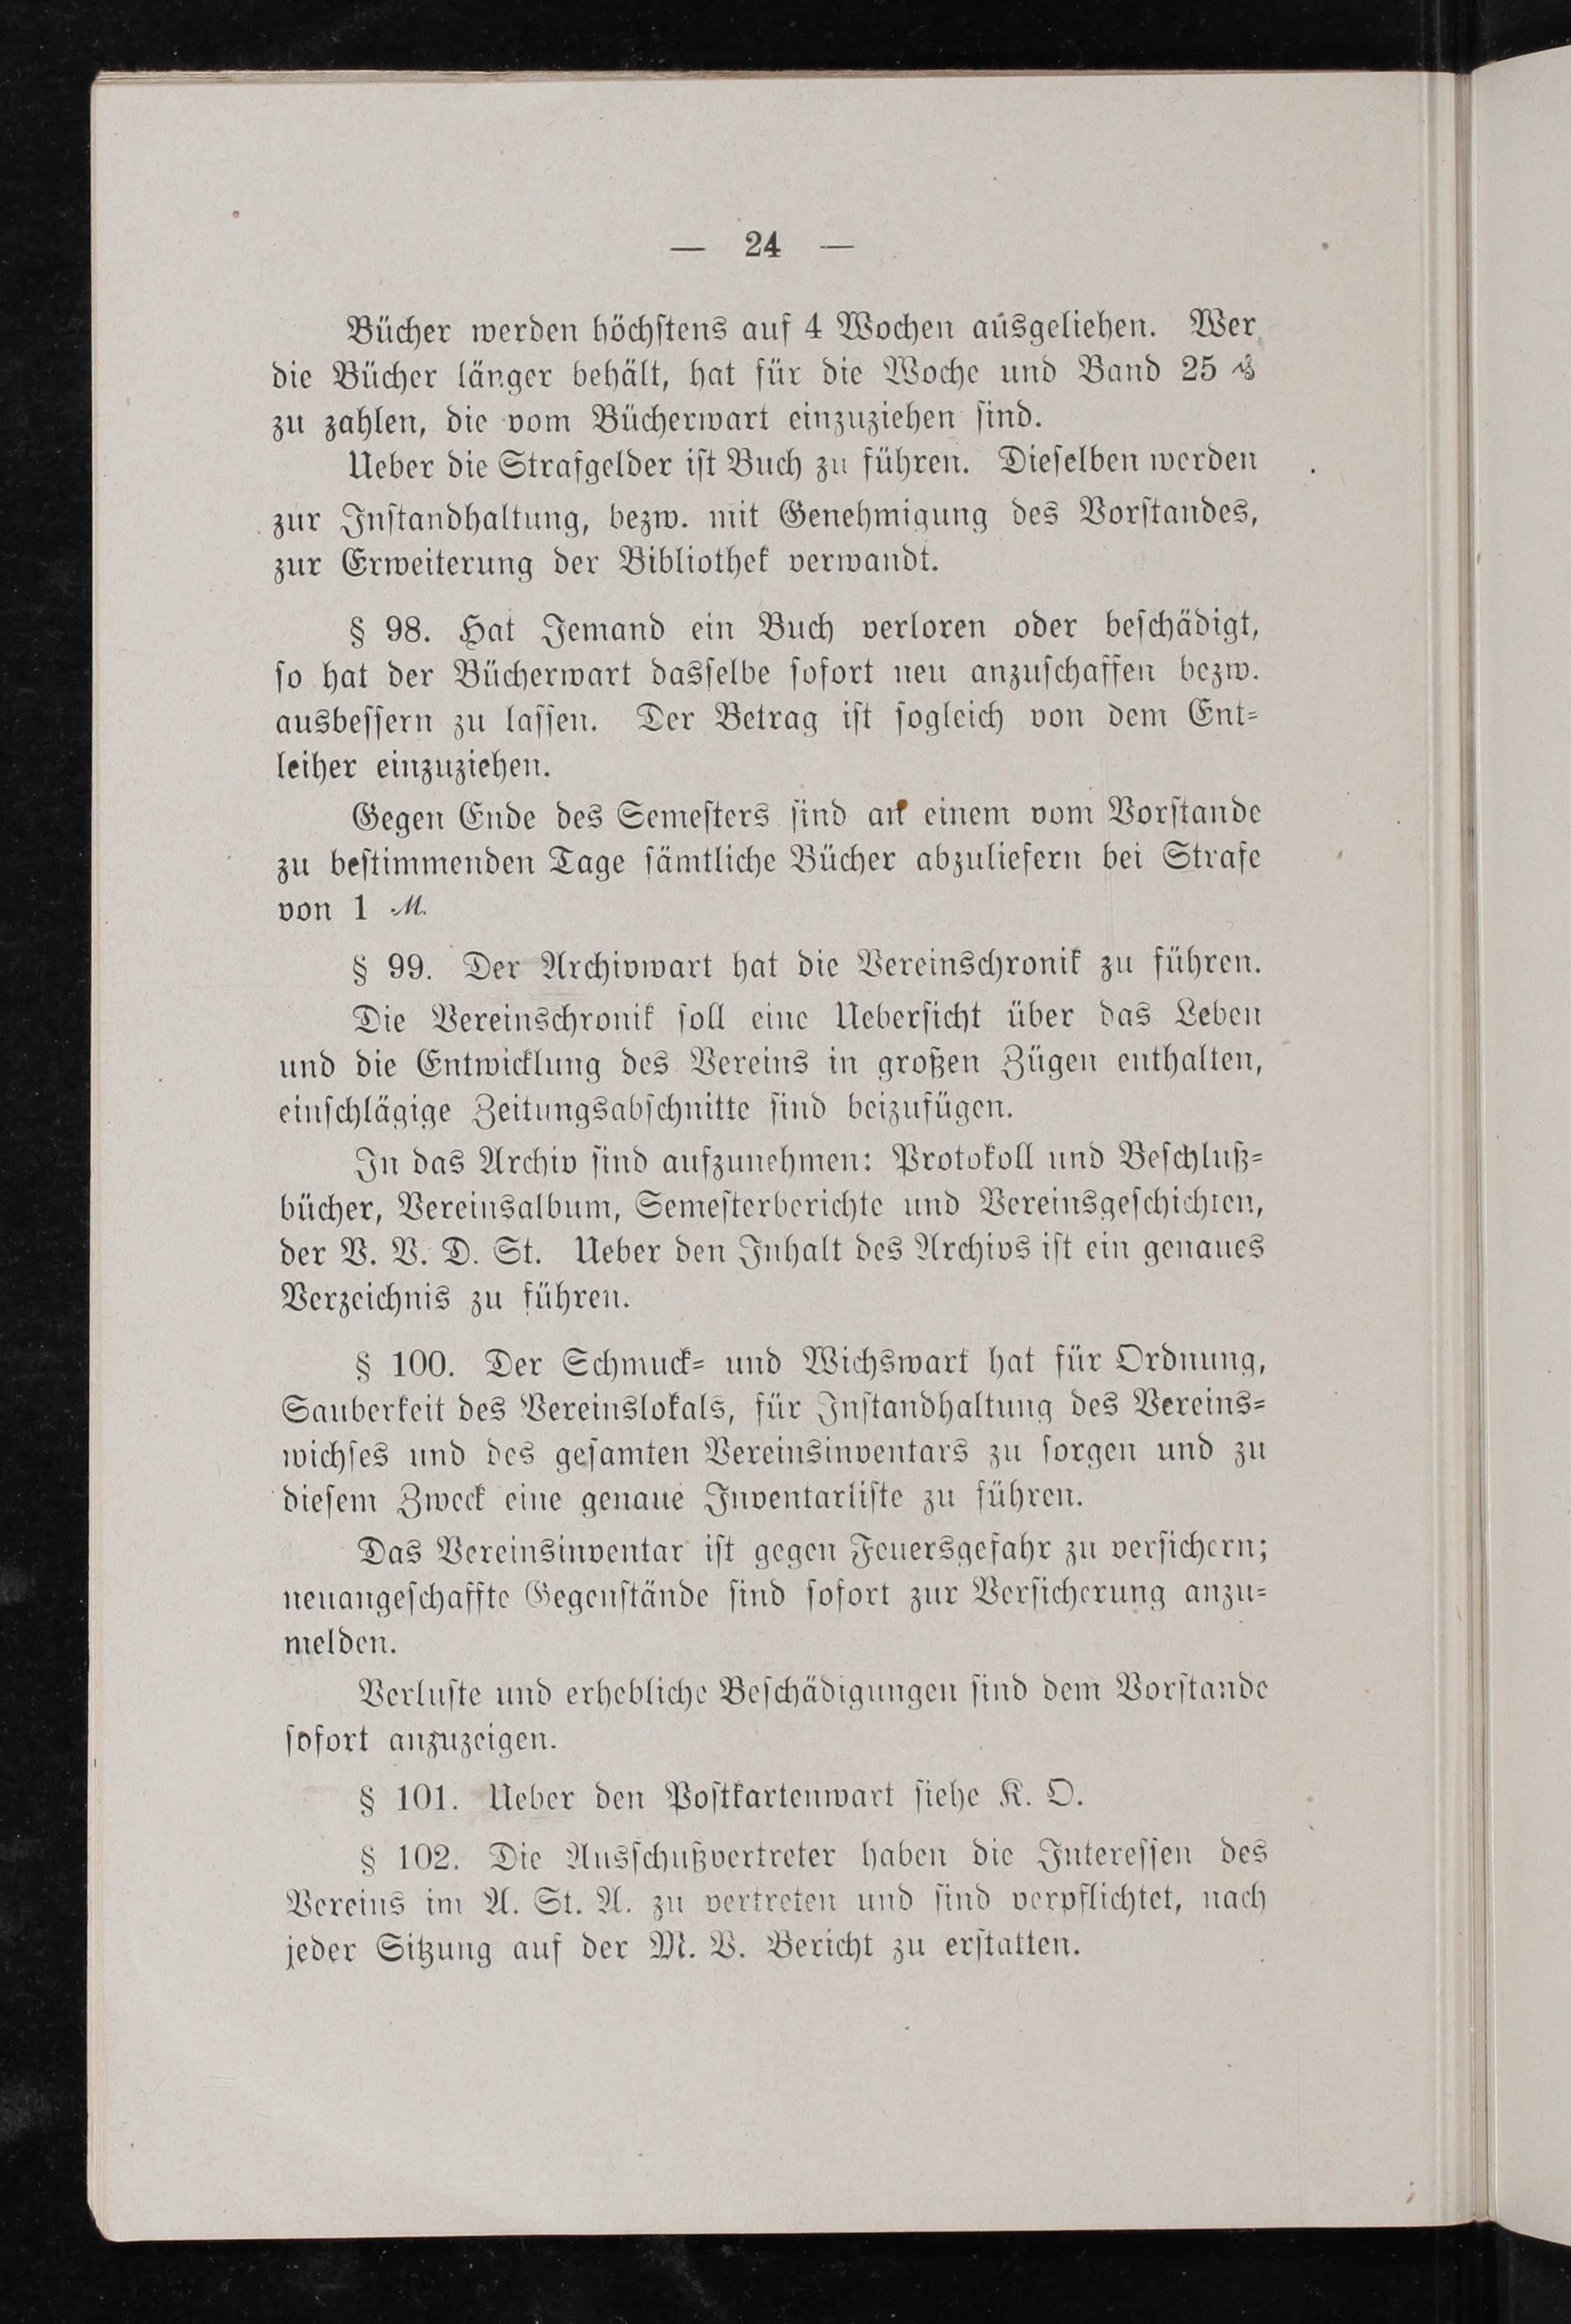 — 24 —
Bücher werden höchſtens auf 4 Wochen ausgeliehen. Wer
die Bücher länger behält, hat für die Woche und Band 25 ₰
zu zahlen, die vom Bücherwart einzuziehen ſind.
Ueber die Strafgelder iſt Buch zu führen. Dieſelben werden
zur Inſtandhaltung, bezw. mit Genehmigung des Vorſtandes,
zur Erweiterung der Bibliothek verwandt.
§ 98. Hat Jemand ein Buch verloren oder beſchädigt,
ſo hat der Bücherwart dasſelbe ſofort neu anzuſchaffen bezw.
ausbeſſern zu laſſen. Der Betrag iſt ſogleich von dem Ent⸗
leiher einzuziehen.
Gegen Ende des Semeſters ſind an einem vom Vorſtande
zu beſtimmenden Tage ſämtliche Bücher abzuliefern bei Strafe
von 1 ℳ.
§ 99. Der Archivwart hat die Vereinschronik zu führen.
Die Vereinschronik ſoll eine Ueberſicht über das Leben
und die Entwicklung des Vereins in großen Zügen enthalten,
einſchlägige Zeitungsabſchnitte ſind beizufügen.
In das Archiv ſind aufzunehmen: Protokoll und Beſchluß⸗
bücher, Vereinsalbum, Semeſterberichte und Vereinsgeſchichten,
der V. V. D. St. Ueber den Inhalt des Archivs iſt ein genaues
Verzeichnis zu führen.
§ 100. Der Schmuck⸗ und Wichswart hat für Ordnung,
Sauberkeit des Vereinslokals, für Inſtandhaltung des Vereins⸗
wichſes und des geſamten Vereinsinventars zu ſorgen und zu
dieſem Zweck eine genaue Inventarliſte zu führen.
Das Vereinsinventar iſt gegen Feuersgefahr zu verſichern;
neuangeſchaffte Gegenſtände ſind ſofort zur Verſicherung anzu⸗
melden.
Verluſte und erhebliche Beſchädigungen ſind dem Vorſtande
ſofort anzuzeigen.
§ 101. Ueber den Poſtkartenwart ſiehe K. O.
§ 102. Die Ausſchußvertreter haben die Intereſſen des
Vereins im A. St. A. zu vertreten und ſind verpflichtet, nach
jeder Sitzung auf der M. V. Bericht zu erſtatten.